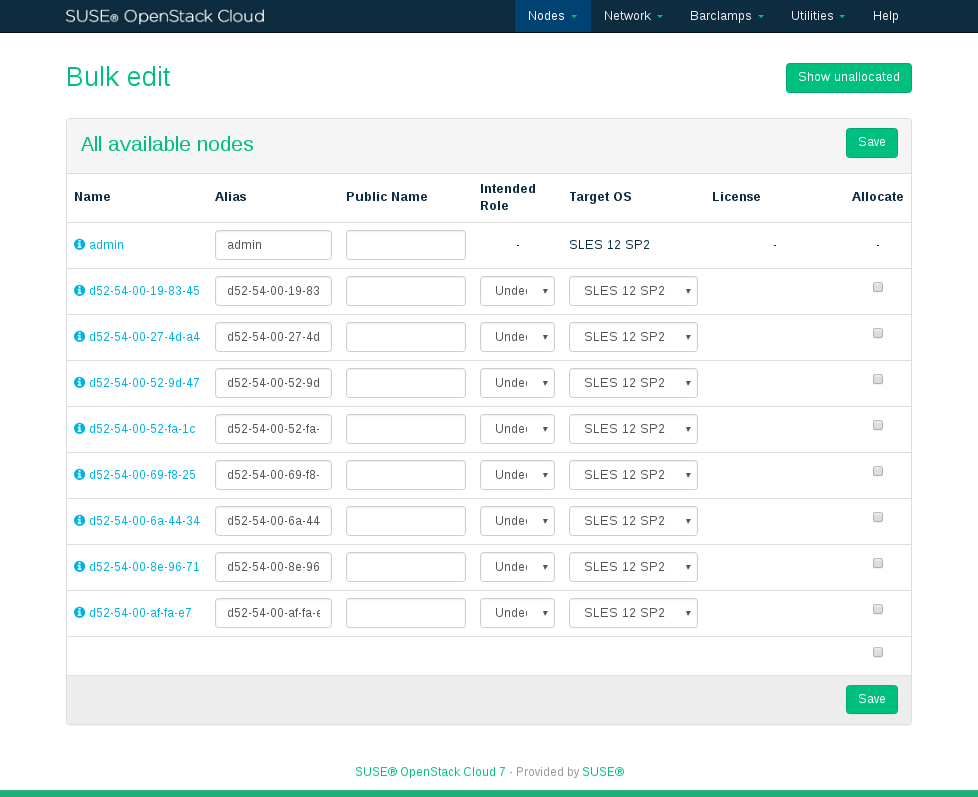 SUSE® OpenStack Cloud Nodes Network Barclamps Utilities Help
Bulk edit Show unallocated
All available nodes Save
Name Alias Public Name Intended Role Target OS License Allocate
admin admin - SLES 12 SP2 - -
d52-54-00-19-83-45 d52-54-00-19-83 Unde SLES 12 SP2
d52-54-00-27-4d-a4 d52-54-00-27-4d Unde SLES 12 SP2
d52-54-00-52-9d-47 d52-54-00-52-9d Unde SLES 12 SP2
d52-54-00-52-fa-1c d52-54-00-52-fa- Unde SLES 12 SP2
d52-54-00-69-f8-25 d52-54-00-69-f8- Unde SLES 12 SP2
d52-54-00-6a-44-34 d52-54-00-6a-44 Unde SLES 12 SP2
d52-54-00-8e-96-71 d52-54-00-8e-96 Unde SLES 12 SP2
d52-54-00-af-fa-e7 d52-54-00-af-fa-e Unde SLES 12 SP2
Save
SUSE® OpenStack Cloud 7 - Provided by SUSE®